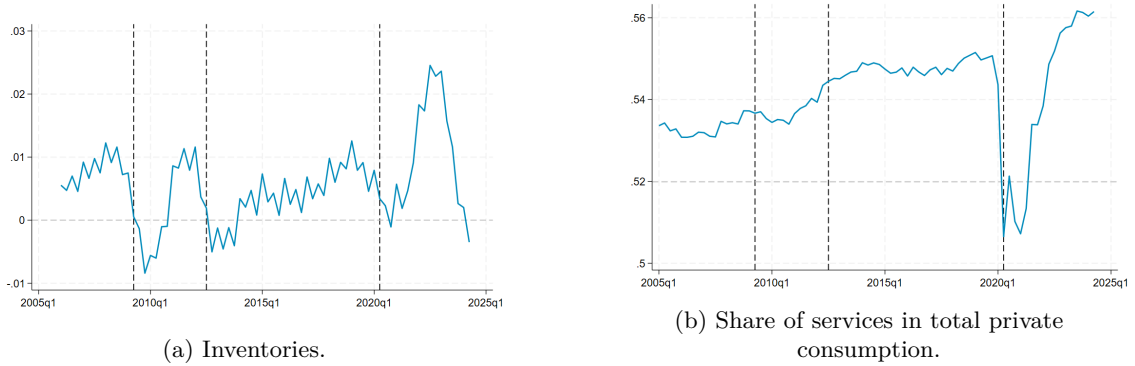 .03
.02
.01
0
-.01
2005q1 2010q1 2015q1 2020q1 2025q1
(a) Inventories.
.56
.54
.52
.5
2005q1 2010q1 2015q1 2020q1 2025q1
(b) Share of services in total private
consumption.